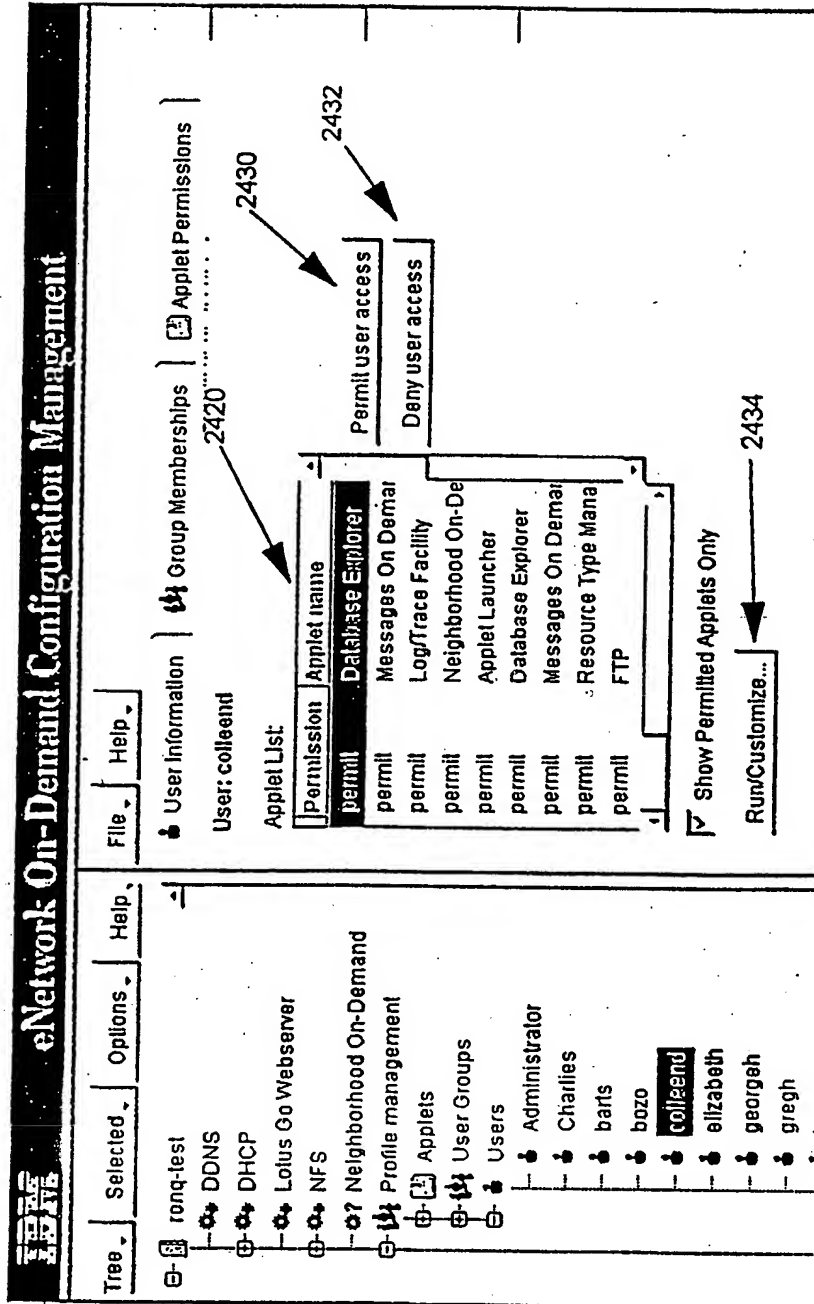 IBM eNetwork On-Demand Configuration Management
Tree Selected Options Help
File Help
ronq-test
DDNS
DHCP
Lotus Go Webserver
NFS
Neighborhood On-Demand
Profile management
Applets
User Groups
Users
Administrator
Charlies
barts
bozo
colleend
elizabeth
georgeh
gregh
User Information Group Memberships Applet Permissions
User: colleend
Applet List:
2420
2430
2432
Permission Applet name
permit Database Explorer
permit Messages On Deman
permit Log/Trace Facility
permit Neighborhood On-De
permit Applet Launcher
permit Database Explorer
permit Messages On Deman
permit Resource Type Mana
permit FTP
Permit user access
Deny user access
Show Permitted Applets Only
Run/Customize...
2434